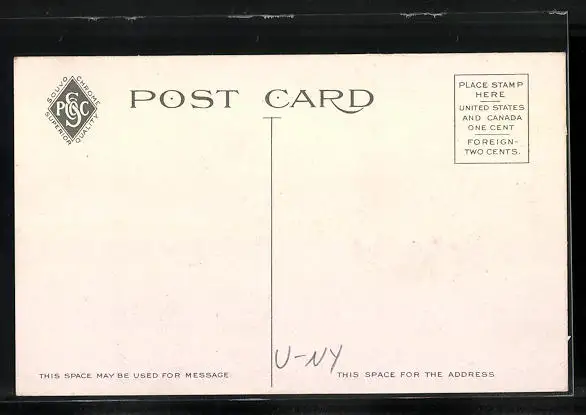 SOUVO CHROME
PSCC
SUPERIOR QUALITY
POST CARD
PLACE STAMP
HERE
UNITED STATES
AND CANADA
ONE CENT
FOREIGN-
TWO CENTS.
U-NY
THIS SPACE MAY BE USED FOR MESSAGE
THIS SPACE FOR THE ADDRESS